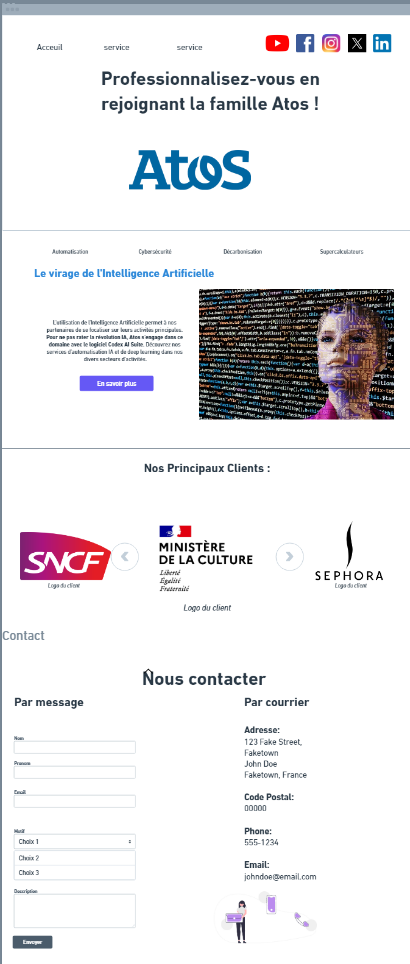 Acceuil
service
service
Professionnalisez-vous en
rejoignant la famille Atos !
Atos
Automatisation
Cybersécurité
Décarbonisation
Supercalculateurs
Le virage de l'Intelligence Artificielle
L'utilisation de l'Intelligence Artificielle permet à nos
partenaires de se focaliser sur leurs activités principales.
Pour ne pas rater la révolution IA, Atos s'engage dans ce
domaine avec le logiciel Codex AI Suite. Découvrez nos
services d'automatisation IA et de deep learning dans nos
divers secteurs d'activités.
En savoir plus
Nos Principaux Clients :
SNCF
Logo du client
MINISTÈRE
DE LA CULTURE
Liberté
Égalité
Fraternité
Logo du client
SEPHORA
Logo du client
Contact
Nous contacter
Par message
Nom
Prenom
Email
Motif
Choix 1
Choix 2
Choix 3
Description
Envoyer
Par courrier
Adresse:
123 Fake Street,
Faketown
John Doe
Faketown, France
Code Postal:
00000
Phone:
555-1234
Email:
johndoe@email.com